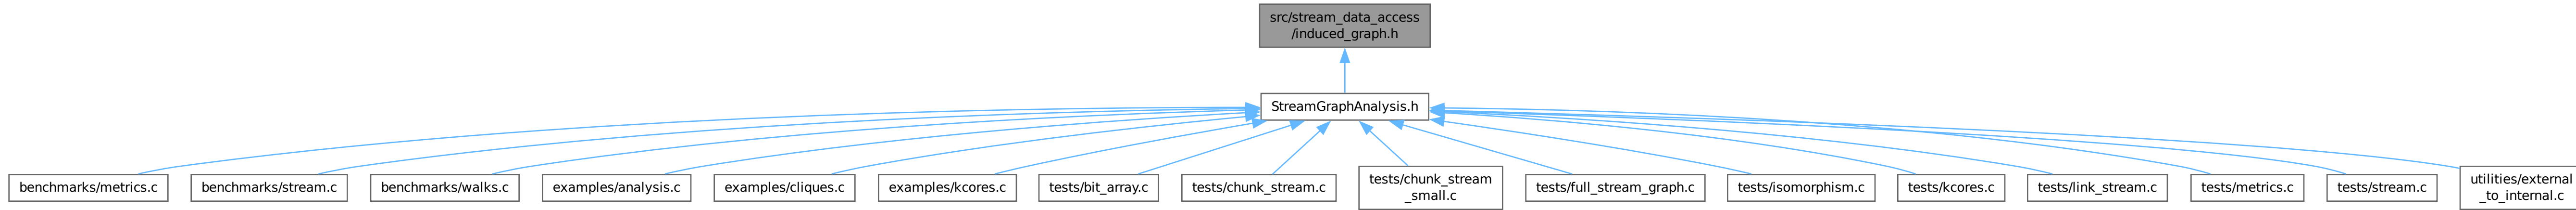 src/stream_data_access
/induced_graph.h
StreamGraphAnalysis.h
benchmarks/metrics.c
benchmarks/stream.c
benchmarks/walks.c
examples/analysis.c
examples/cliques.c
examples/kcores.c
tests/bit_array.c
tests/chunk_stream.c
tests/chunk_stream
_small.c
tests/full_stream_graph.c
tests/isomorphism.c
tests/kcores.c
tests/link_stream.c
tests/metrics.c
tests/stream.c
utilities/external
_to_internal.c